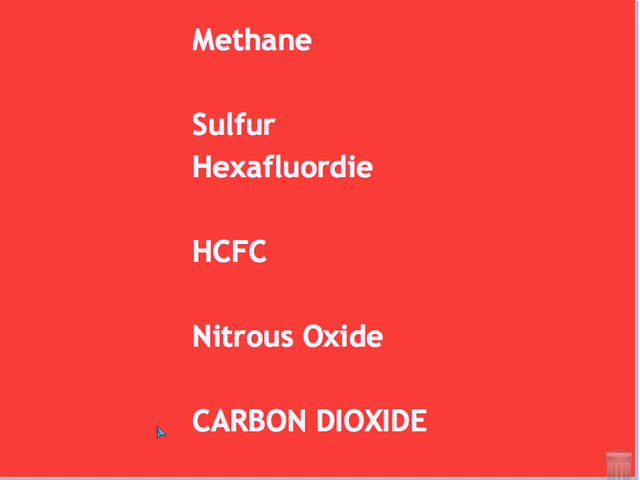 Methane
Sulfur
Hexafluordie
HCFC
Nitrous Oxide
CARBON DIOXIDE